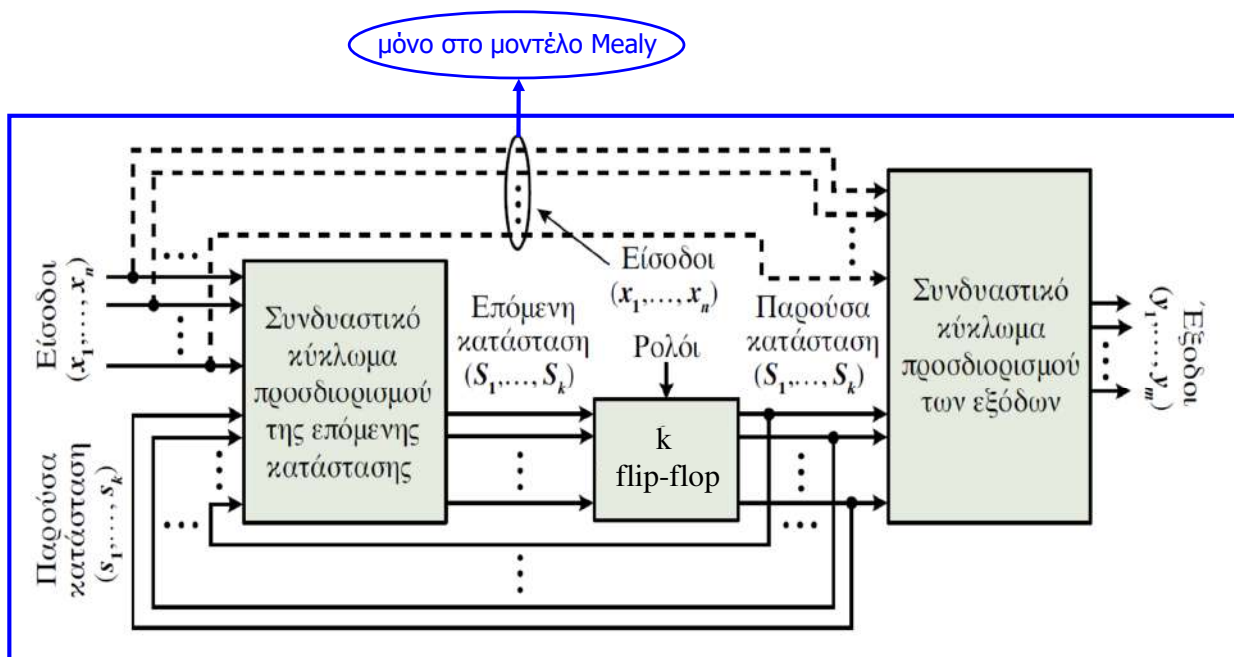 μόνο στο μοντέλο Mealy
Είσοδοι
(x₁,…, xₙ)
Συνδυαστικό
κύκλωμα
προσδιορισμού
της επόμενης
κατάστασης
Παρούσα
κατάσταση
(s₁,…, sₖ)
Επόμενη
κατάσταση
(S₁,…, Sₖ)
Είσοδοι
(x₁,…, xₙ)
Ρολόι
k
flip-flop
Παρούσα
κατάσταση
(S₁,…, Sₖ)
Συνδυαστικό
κύκλωμα
προσδιορισμού
των εξόδων
Έξοδοι
(y₁,…, yₘ)